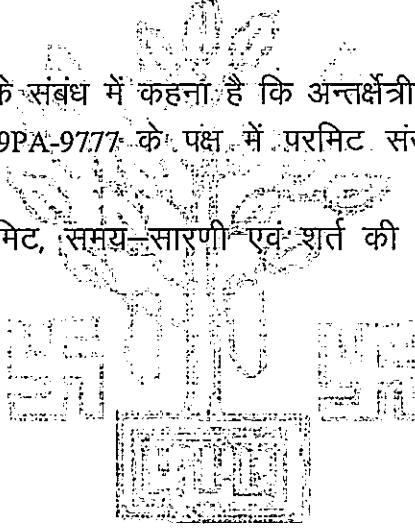 के संबंध में कहना है कि अन्तर्क्षेत्री
9PA-9777 के पक्ष में परमिट
मिट, समय-सारणी एवं शर्त की